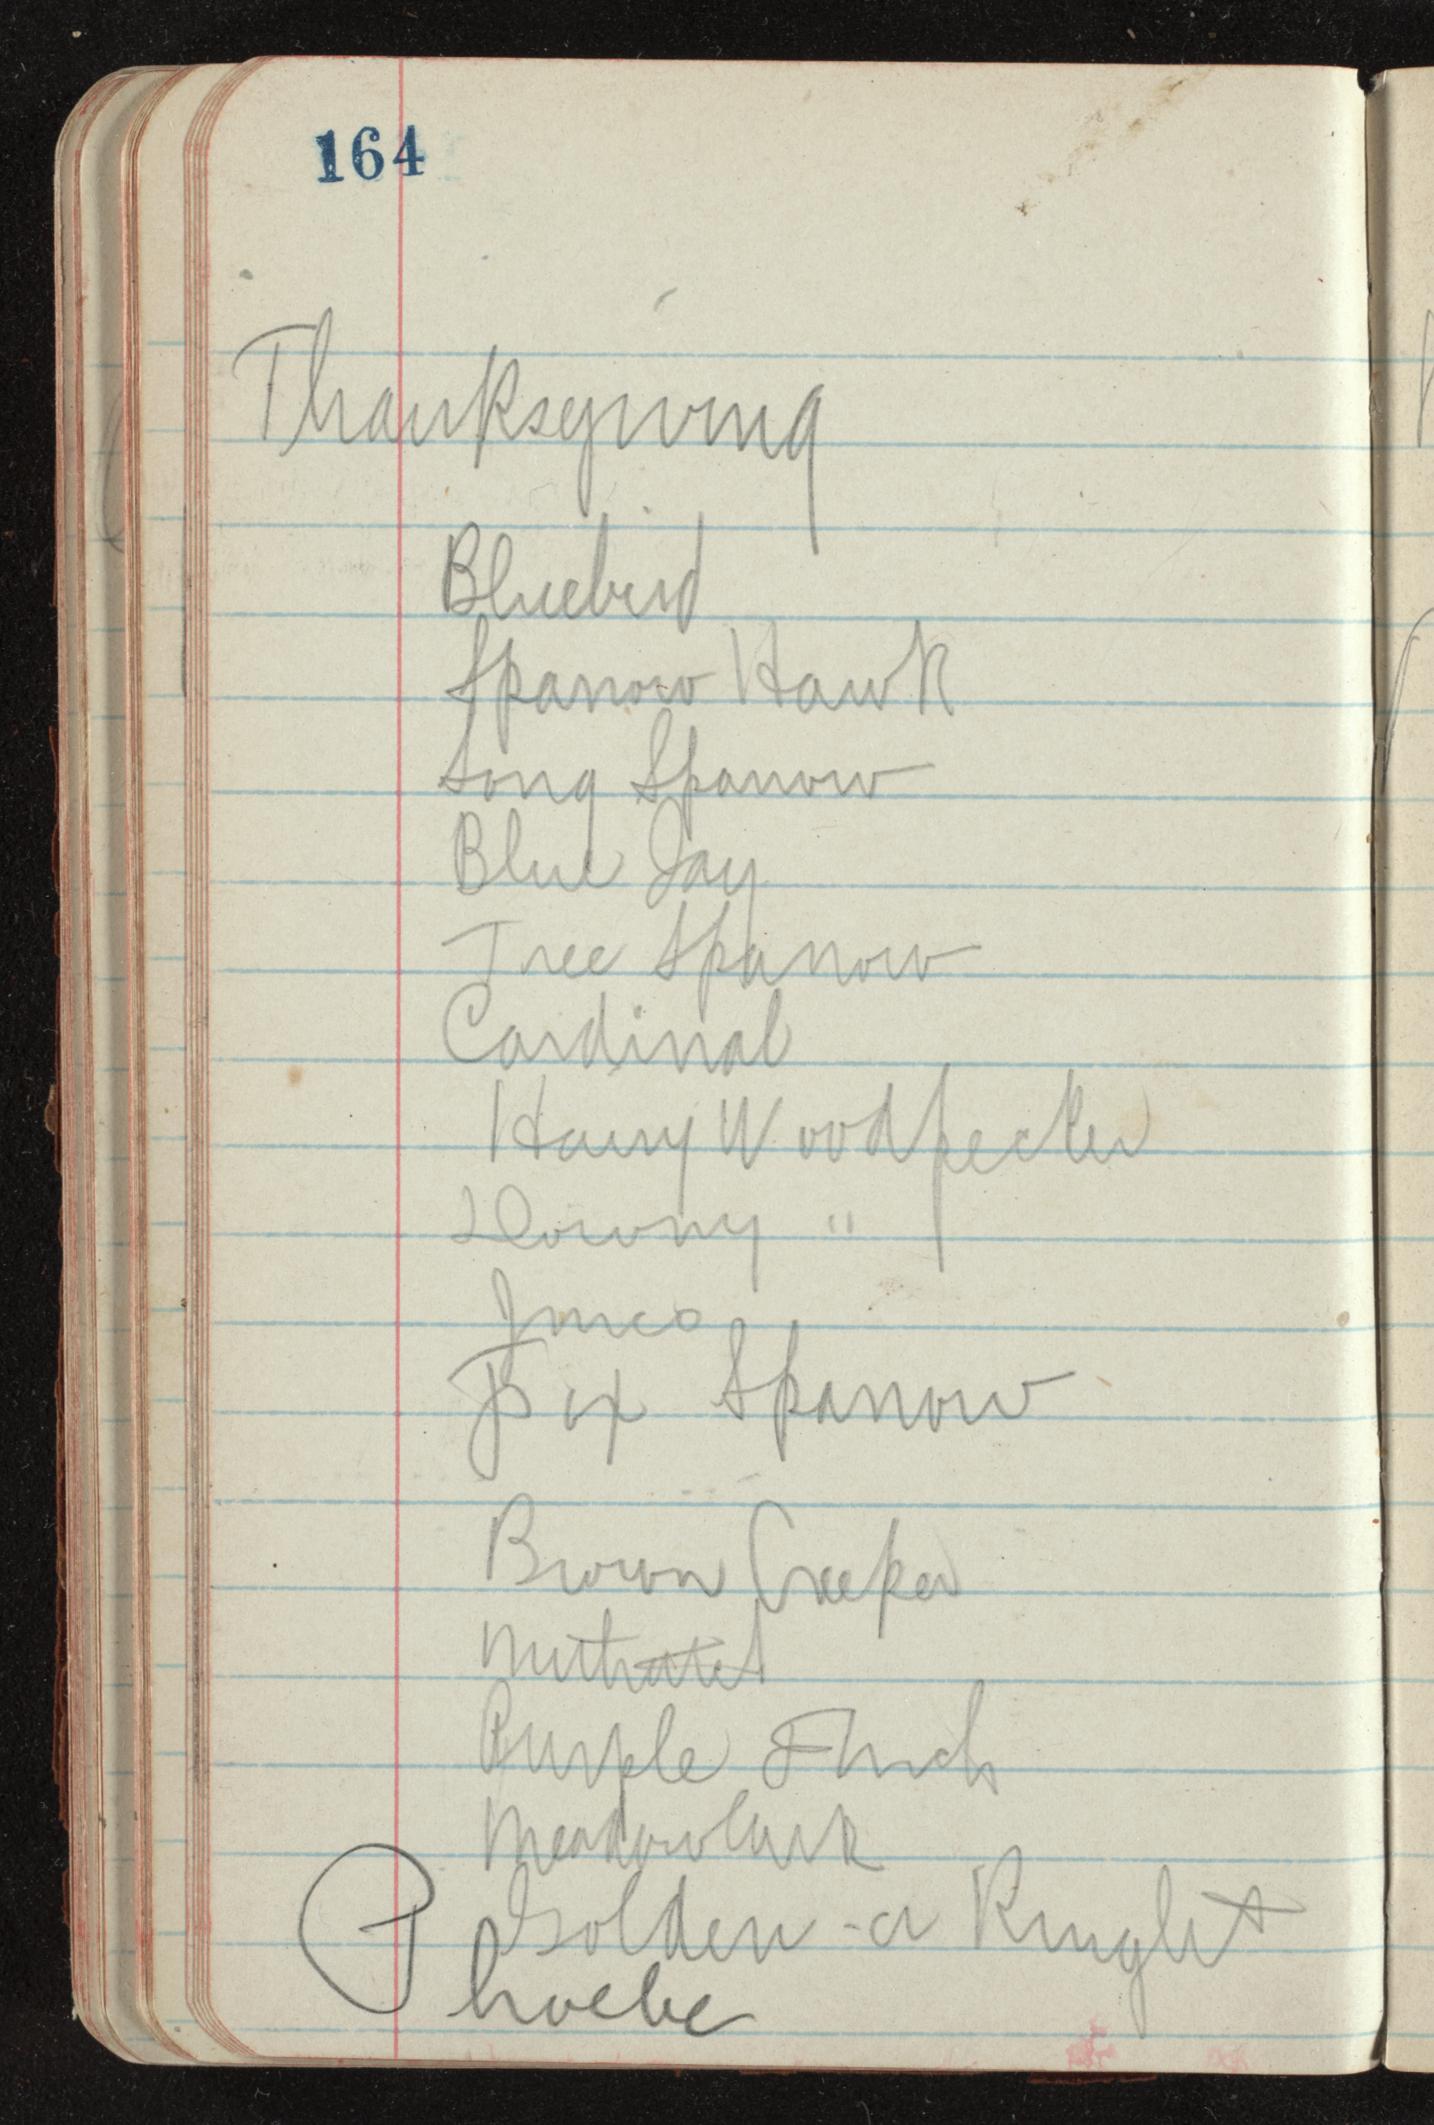 164
Thanksgiving
Bluebird
Sparrow Hawk
Song Sparrow
Blue Jay
Tree Sparrow
Cardinal
Hairy Woodpecker
Downy "
Junco
Fox Sparrow
Brown Creeper
Nuthatch
Purple Finch
Meadowlark
Golden-cr Kinglet
Phoebe